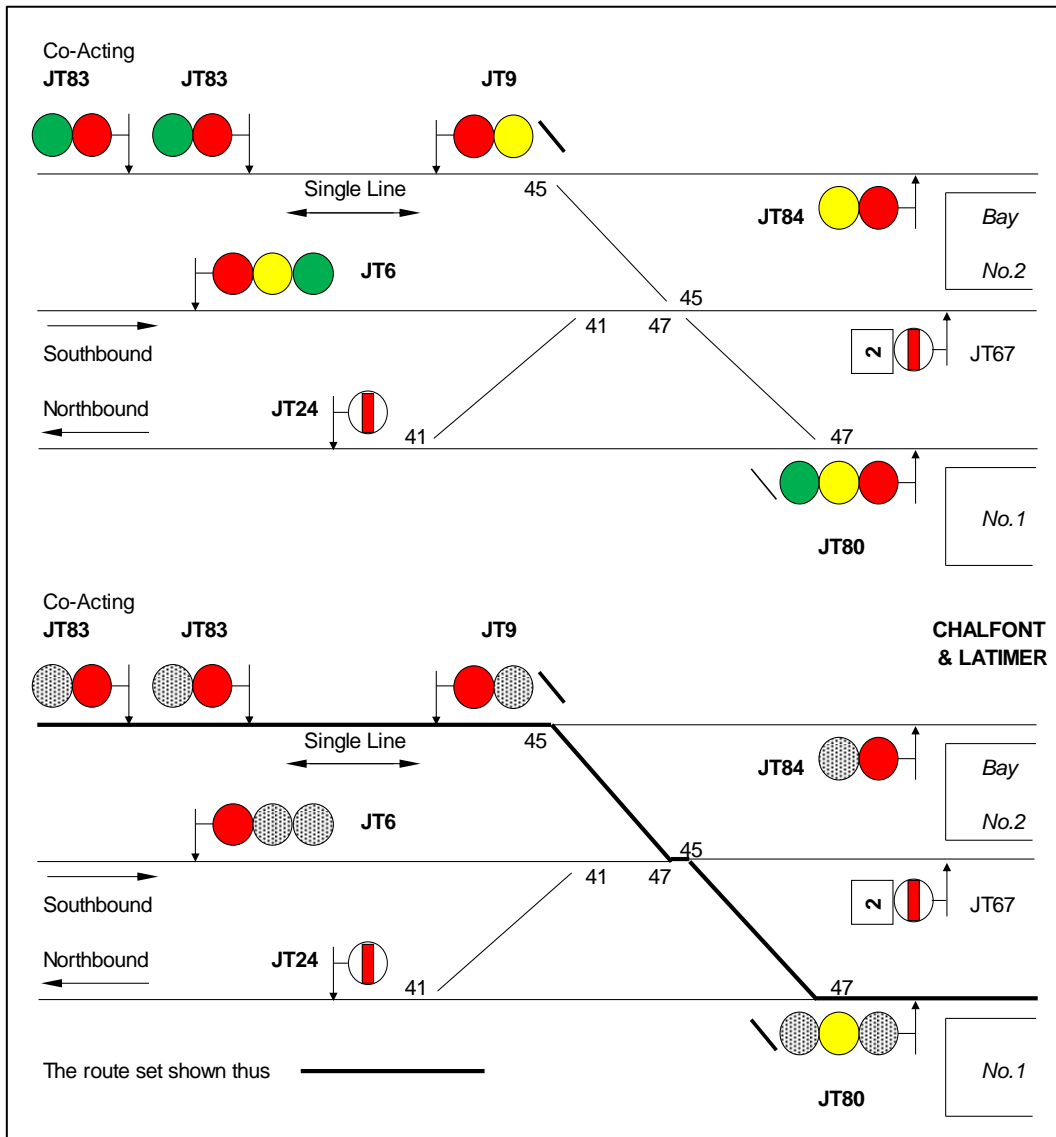 Co-Acting
JT83 JT83 JT9
45
Single Line
JT84
Bay
No.2
JT6
45
41 47
Southbound
2
JT67
Northbound
JT24
41
47
No.1
JT80
Co-Acting
JT83 JT83 JT9
CHALFONT
& LATIMER
45
Single Line
JT84
Bay
No.2
JT6
45
41 47
Southbound
2
JT67
Northbound
JT24
41
47
The route set shown thus
No.1
JT80